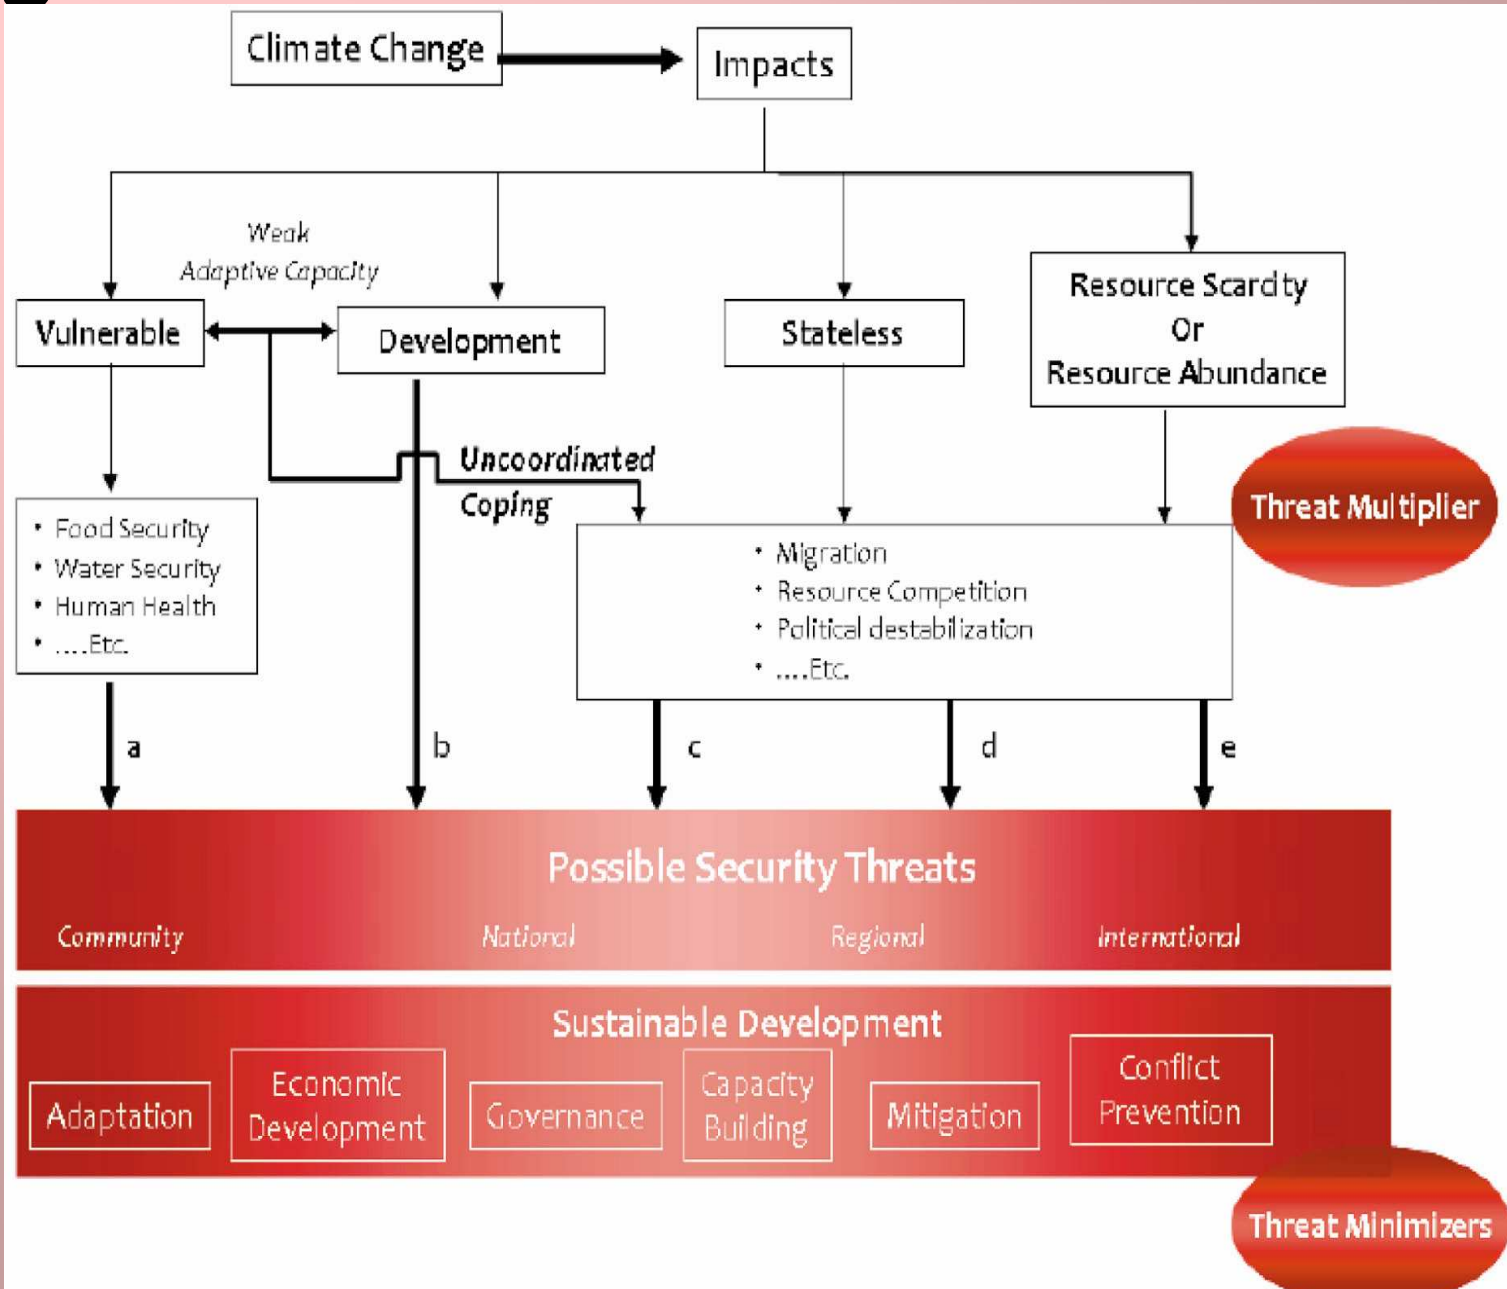 Climate Change
Impacts
Weak
Adaptive Capacity
Vulnerable
Development
Stateless
Resource Scarcity
Or
Resource Abundance
Uncoordinated
Coping
Threat Multiplier
• Food Security
• Water Security
• Human Health
• ....Etc.
• Migration
• Resource Competition
• Political destabilization
• ....Etc.
a
b
c
d
e
Possible Security Threats
Community
National
Regional
International
Sustainable Development
Adaptation
Economic
Development
Governance
Capacity
Building
Mitigation
Conflict
Prevention
Threat Minimizers